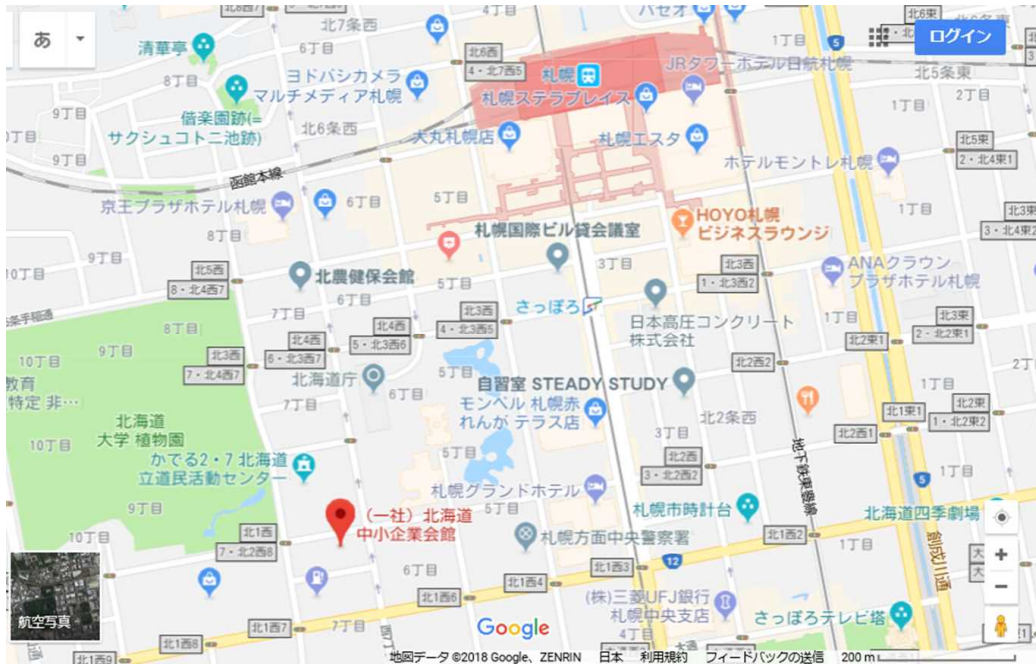 あ
ログイン
清華亭
8丁目
北7条西
6丁目
4丁目
パセオ
1丁目
5
北6東
北5条東
2丁目
1丁目
北6西
4・北7西5
ヨドバシカメラ
マルチメディア札幌
札幌
札幌ステラプレイス
JRタワーホテル日航札幌
9丁目
偕楽園跡(=
サクシュコトニ池跡)
北6条西
大丸札幌店
札幌エスタ
北5東
2・北4東1
ホテルモントレ札幌
函館本線
京王プラザホテル札幌
6丁目
5丁目
8丁目
1丁目
北3東
3・北4東2
HOYO札幌
ビジネスラウンジ
札幌国際ビル貸会議室
3丁目
10丁目
北5西
8・北4西7
北農健保会館
5丁目
6丁目
7丁目
北3西
1・北3西2
ANAクラウン
プラザホテル札幌
さっぽろ
日本高圧コンクリート
株式会社
1丁目
北3東
2・北2東1
北3西
4・北3西5
北4西
5・北3西6
北4西
6・北3西7
8丁目
9丁目
10丁目
北3西
7・北4西7
北海道庁
6丁目
7丁目
5丁目
北2西2
北2東1
自習室 STEADY STUDY
モンベル 札幌赤
れんが テラス店
教育
特定 非…
北海道
大学 植物園
10丁目
北2条西
3丁目
1丁目
北1東1
北2東
1・北2東2
北2西1
かでる2・7 北海道
立道民活動センター
5丁目
北2西
3・北2西2
地下鉄東豊線
5
1丁目
札幌グランドホテル
5丁目
札幌市時計台
北海道四季劇場
(一社)北海道
中小企業会館
9丁目
10丁目
北1西
7・北2西8
札幌方面中央警察署
北1西2
1丁目
創成川通
12
北1西3
北1西4
6丁目
北1西6
(株)三菱UFJ銀行
札幌中央支店
さっぽろテレビ塔
航空写真
北1西7
7丁目
北1西8
北1西9
4丁目
Google
地図データ ©2018 Google、ZENRIN 日本 利用規約 フィードバックの送信 200 m